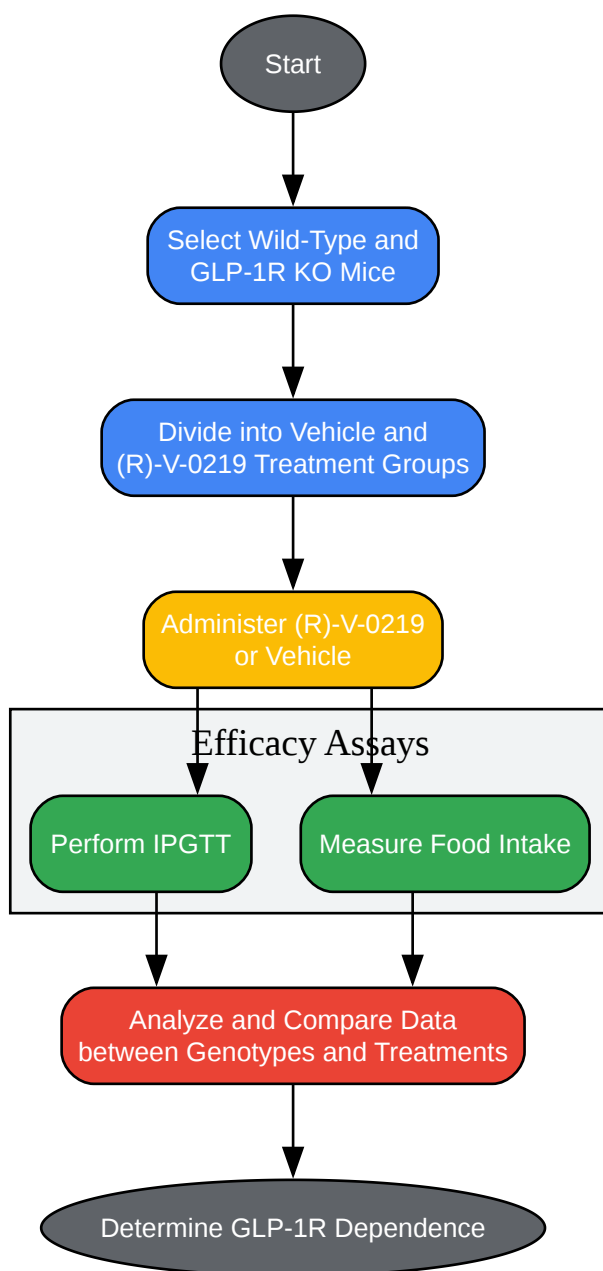 Start
Select Wild-Type and
GLP-1R KO Mice
Divide into Vehicle and
(R)-V-0219 Treatment Groups
Administer (R)-V-0219
or Vehicle
Efficacy Assays
Perform IPGTT
Measure Food Intake
Analyze and Compare Data
between Genotypes and Treatments
Determine GLP-1R Dependence